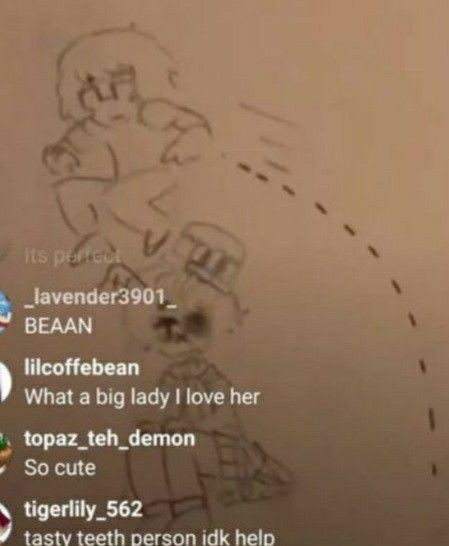 Its perfect
_lavender3901_
BEAAN
lilcoffebean
What a big lady I love her
topaz_teh_demon
So cute
tigerlily_562
tasty teeth person idk help